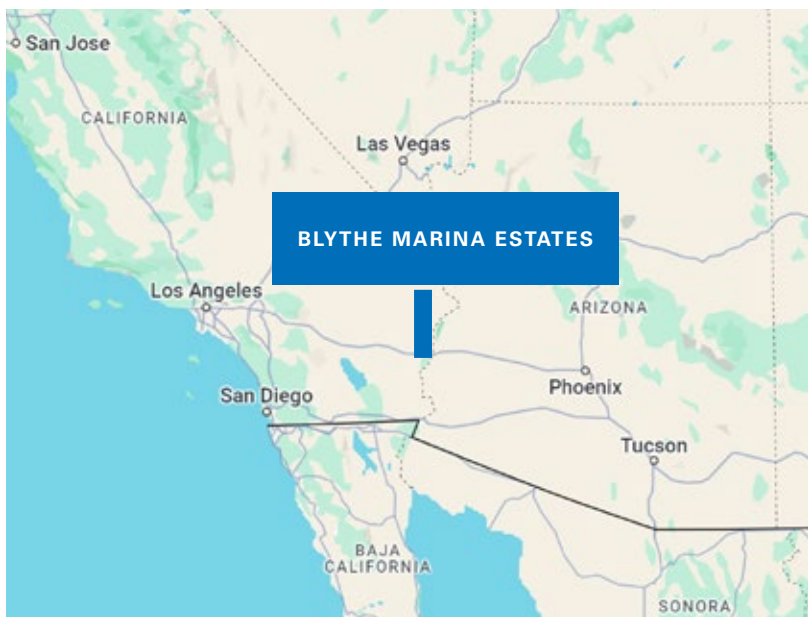 San Jose
CALIFORNIA
Las Vegas
BLYTHE MARINA ESTATES
Los Angeles
ARIZONA
Phoenix
San Diego
Tucson
BAJA
CALIFORNIA
SONORA